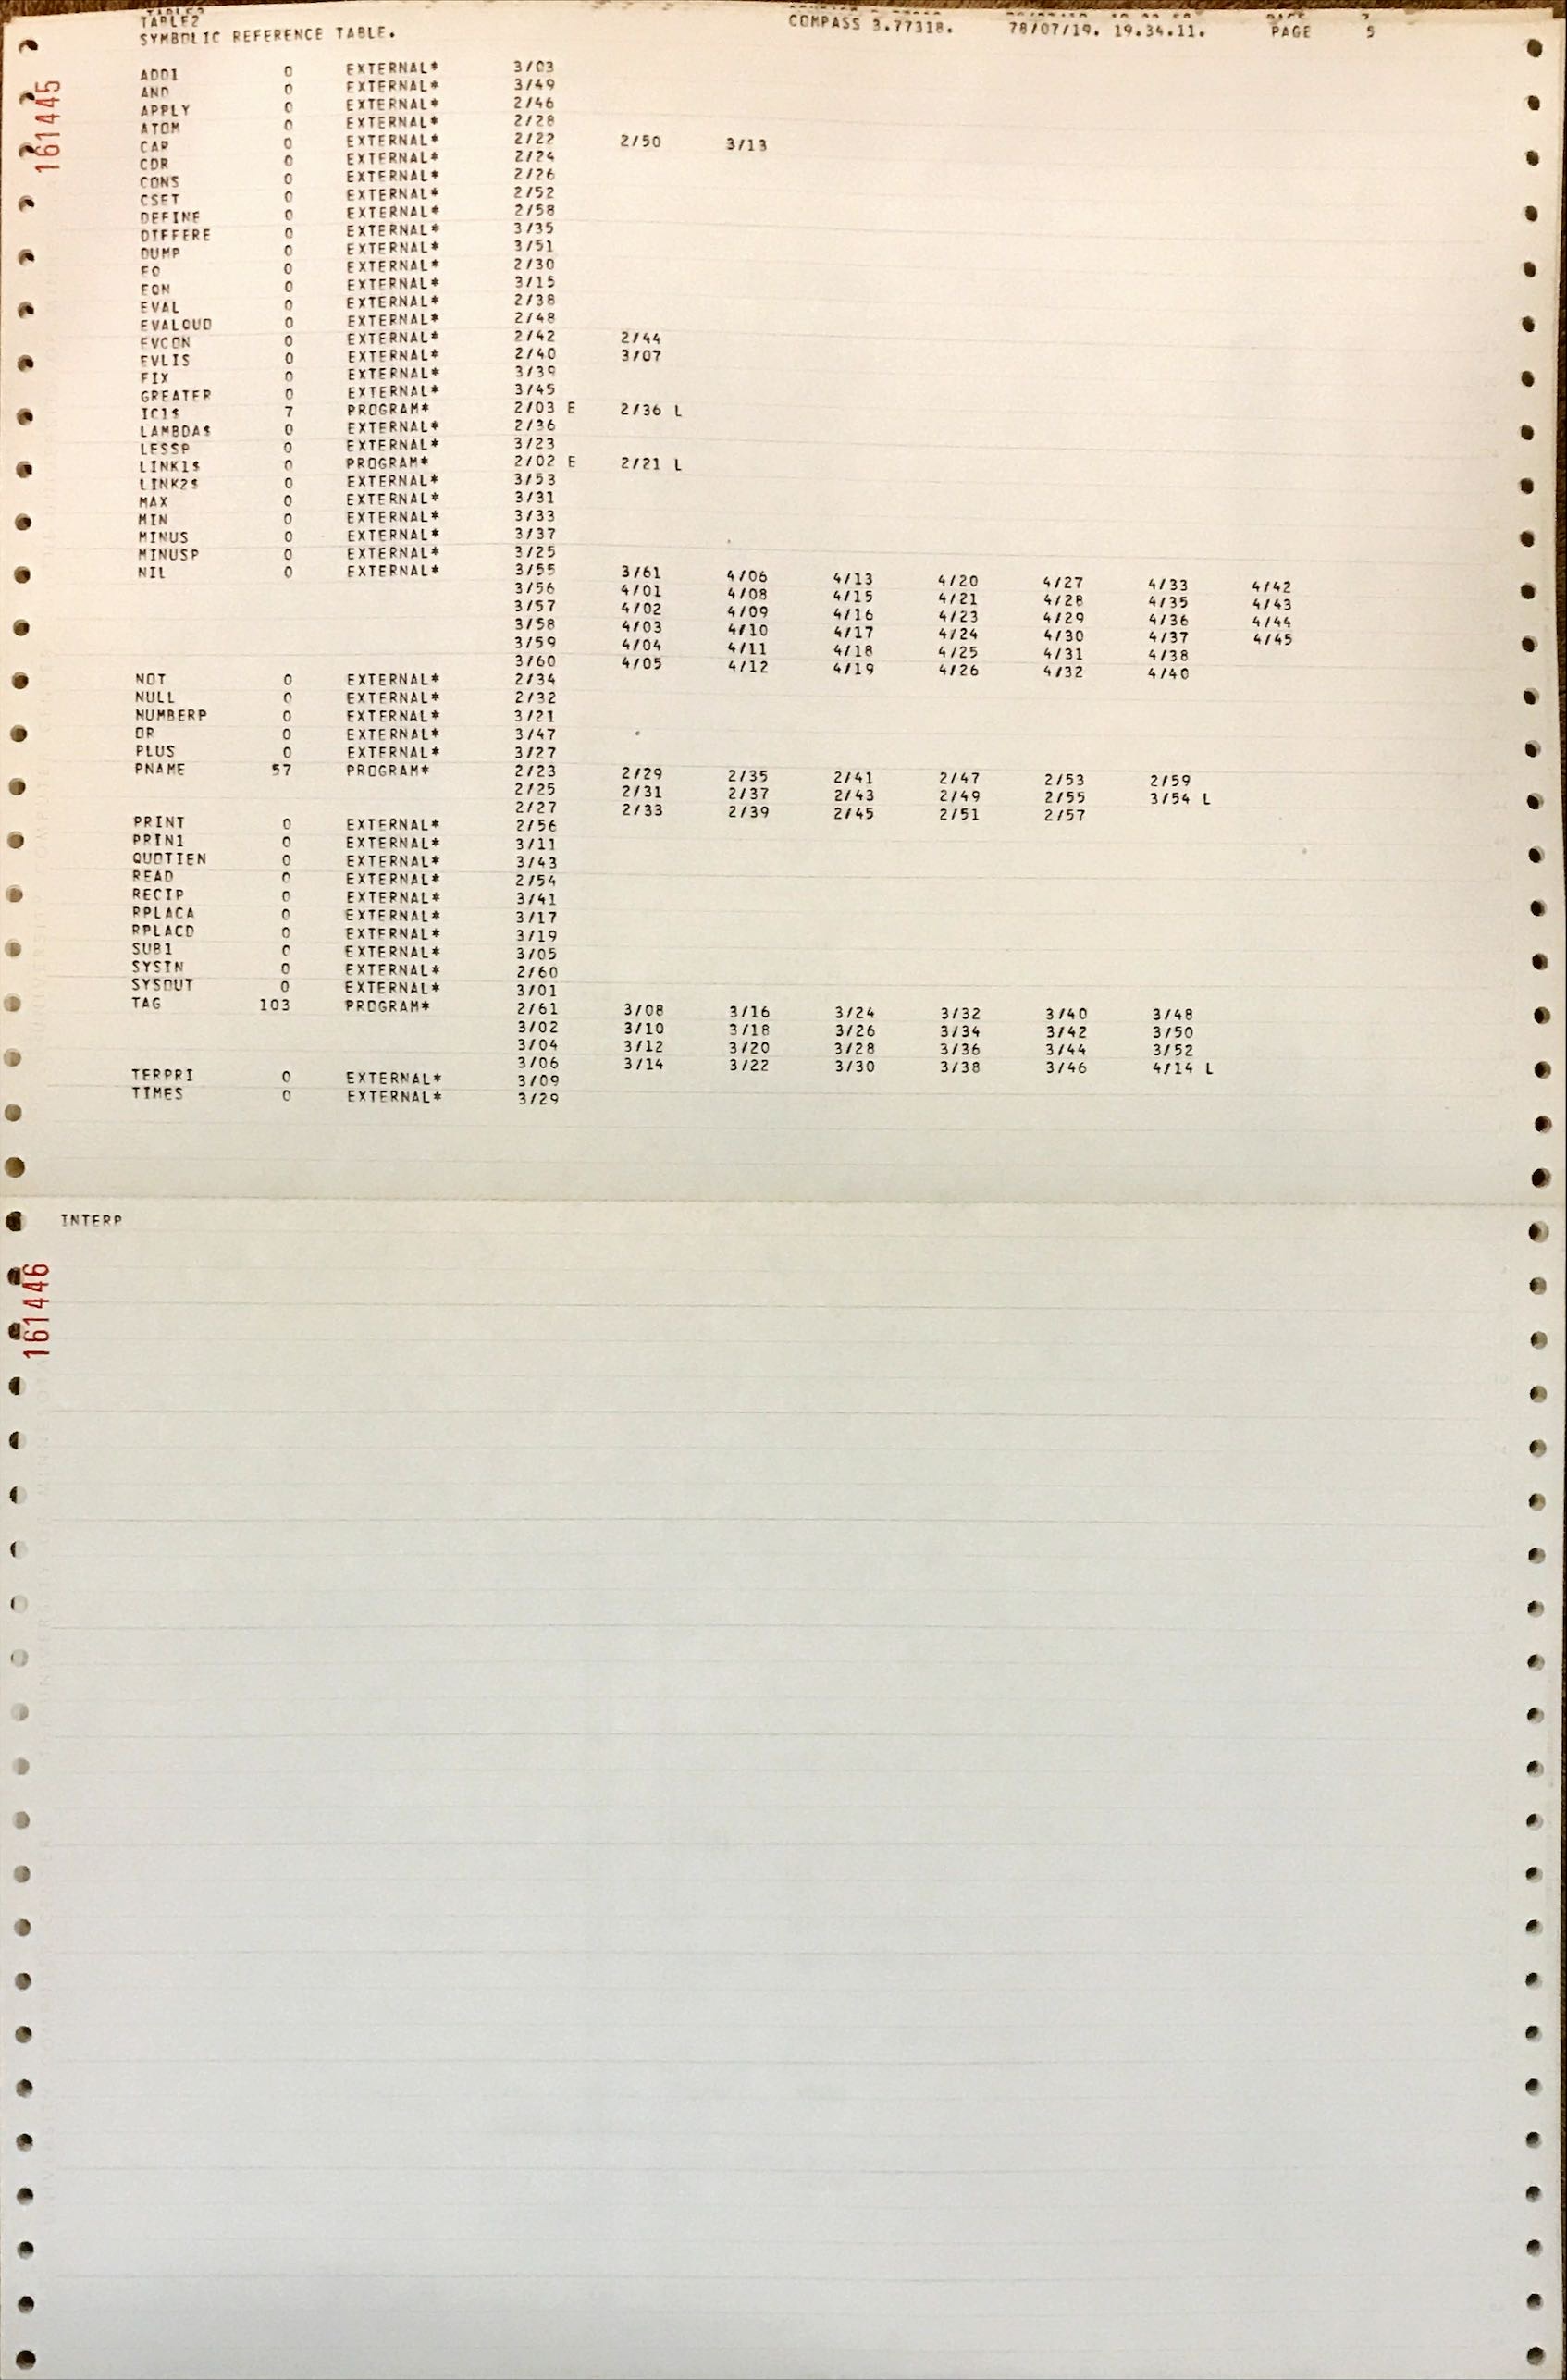 TABLE2 COMPASS 3.77318. 78/07/19. 19.34.11. PAGE 5
SYMBOLIC REFERENCE TABLE.
161445
ADD1 0 EXTERNAL* 3/03
AND 0 EXTERNAL* 3/49
APPLY 0 EXTERNAL* 2/46
ATOM 0 EXTERNAL* 2/28
CAR 0 EXTERNAL* 2/22 2/50 3/13
CDR 0 EXTERNAL* 2/24
CONS 0 EXTERNAL* 2/26
CSET 0 EXTERNAL* 2/52
DEFINE 0 EXTERNAL* 2/58
DIFFERE 0 EXTERNAL* 3/35
DUMP 0 EXTERNAL* 3/51
EQ 0 EXTERNAL* 2/30
EQN 0 EXTERNAL* 3/15
EVAL 0 EXTERNAL* 2/38
EVALQUO 0 EXTERNAL* 2/48
EVCON 0 EXTERNAL* 2/42 2/44
EVLIS 0 EXTERNAL* 2/40 3/07
FIX 0 EXTERNAL* 3/39
GREATER 0 EXTERNAL* 3/45
IC1$ 7 PROGRAM* 2/03 E 2/36 L
LAMBDA$ 0 EXTERNAL* 2/36
LESSP 0 EXTERNAL* 3/23
LINK1$ 0 PROGRAM* 2/02 E 2/21 L
LINK2$ 0 EXTERNAL* 3/53
MAX 0 EXTERNAL* 3/31
MIN 0 EXTERNAL* 3/33
MINUS 0 EXTERNAL* 3/37
MINUSP 0 EXTERNAL* 3/25
NIL 0 EXTERNAL* 3/55 3/61 4/06 4/13 4/20 4/27 4/33 4/42
3/56 4/01 4/08 4/15 4/21 4/28 4/35 4/43
3/57 4/02 4/09 4/16 4/23 4/29 4/36 4/44
3/58 4/03 4/10 4/17 4/24 4/30 4/37 4/45
3/59 4/04 4/11 4/18 4/25 4/31 4/38
3/60 4/05 4/12 4/19 4/26 4/32 4/40
NOT 0 EXTERNAL* 2/34
NULL 0 EXTERNAL* 2/32
NUMBERP 0 EXTERNAL* 3/21
OR 0 EXTERNAL* 3/47
PLUS 0 EXTERNAL* 3/27
PNAME 57 PROGRAM* 2/23 2/29 2/35 2/41 2/47 2/53 2/59
2/25 2/31 2/37 2/43 2/49 2/55 3/54 L
2/27 2/33 2/39 2/45 2/51 2/57
PRINT 0 EXTERNAL* 2/56
PRIN1 0 EXTERNAL* 3/11
QUOTIEN 0 EXTERNAL* 3/43
READ 0 EXTERNAL* 2/54
RECIP 0 EXTERNAL* 3/41
RPLACA 0 EXTERNAL* 3/17
RPLACD 0 EXTERNAL* 3/19
SUB1 0 EXTERNAL* 3/05
SYSIN 0 EXTERNAL* 2/60
SYSOUT 0 EXTERNAL* 3/01
TAG 103 PROGRAM* 2/61 3/08 3/16 3/24 3/32 3/40 3/48
3/02 3/10 3/18 3/26 3/34 3/42 3/50
3/04 3/12 3/20 3/28 3/36 3/44 3/52
3/06 3/14 3/22 3/30 3/38 3/46 4/14 L
TERPRI 0 EXTERNAL* 3/09
TIMES 0 EXTERNAL* 3/29
INTERP
161446